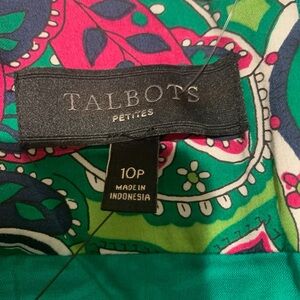 TALBOTS
PETITES
10P
MADE IN
INDONESIA